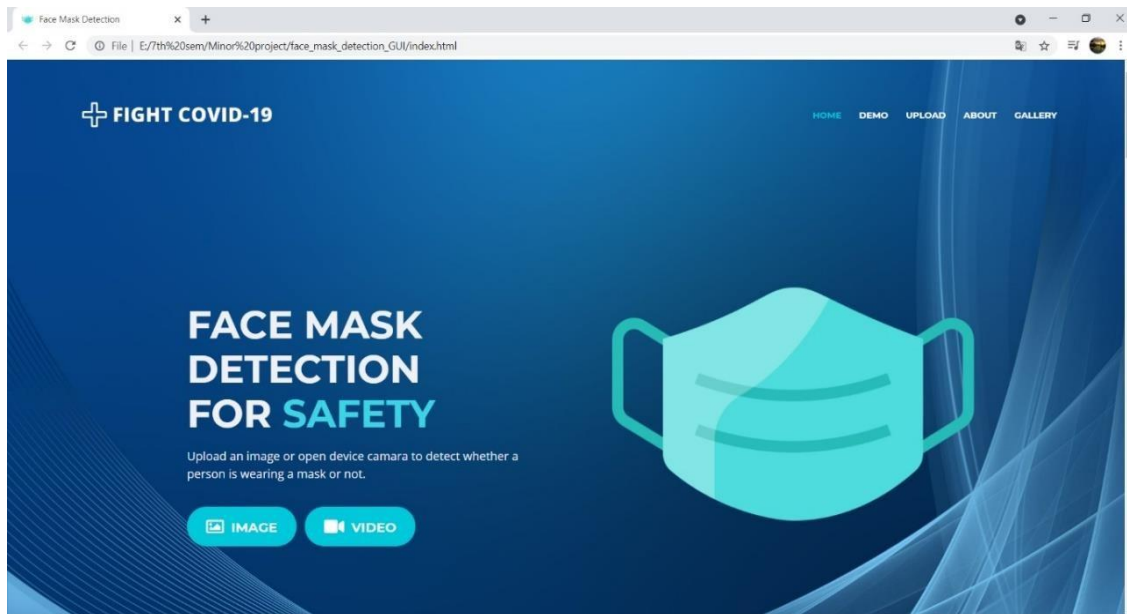 Face Mask Detection
File | E:/7th%20sem/Minor%20project/face_mask_detection_GUI/index.html
FIGHT COVID-19
HOME DEMO UPLOAD ABOUT GALLERY
FACE MASK
DETECTION
FOR SAFETY
Upload an image or open device camara to detect whether a
person is wearing a mask or not.
IMAGE VIDEO